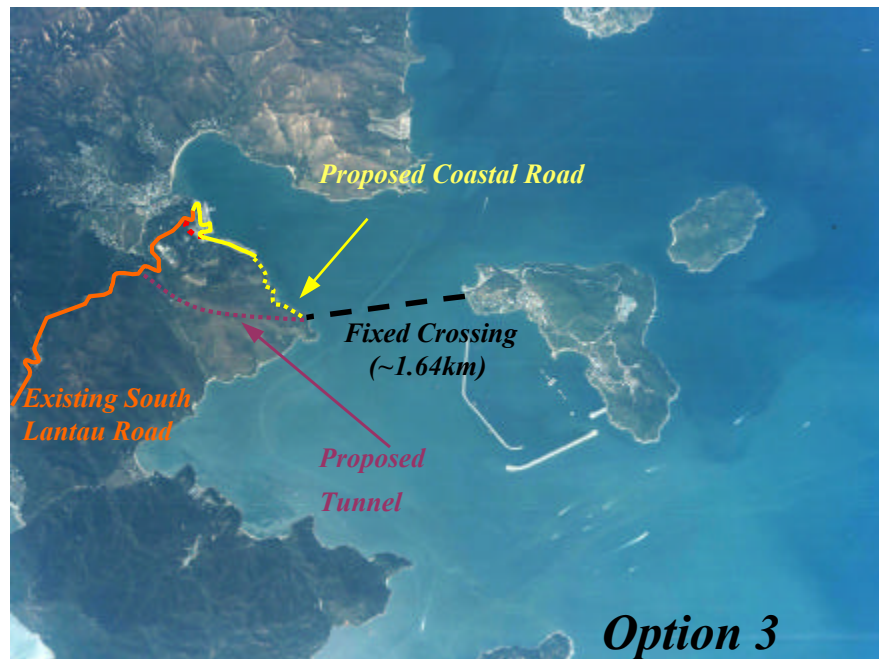 Proposed Coastal Road
Fixed Crossing
(~1.64km)
Existing South
Lantau Road
Proposed
Tunnel
Option 3